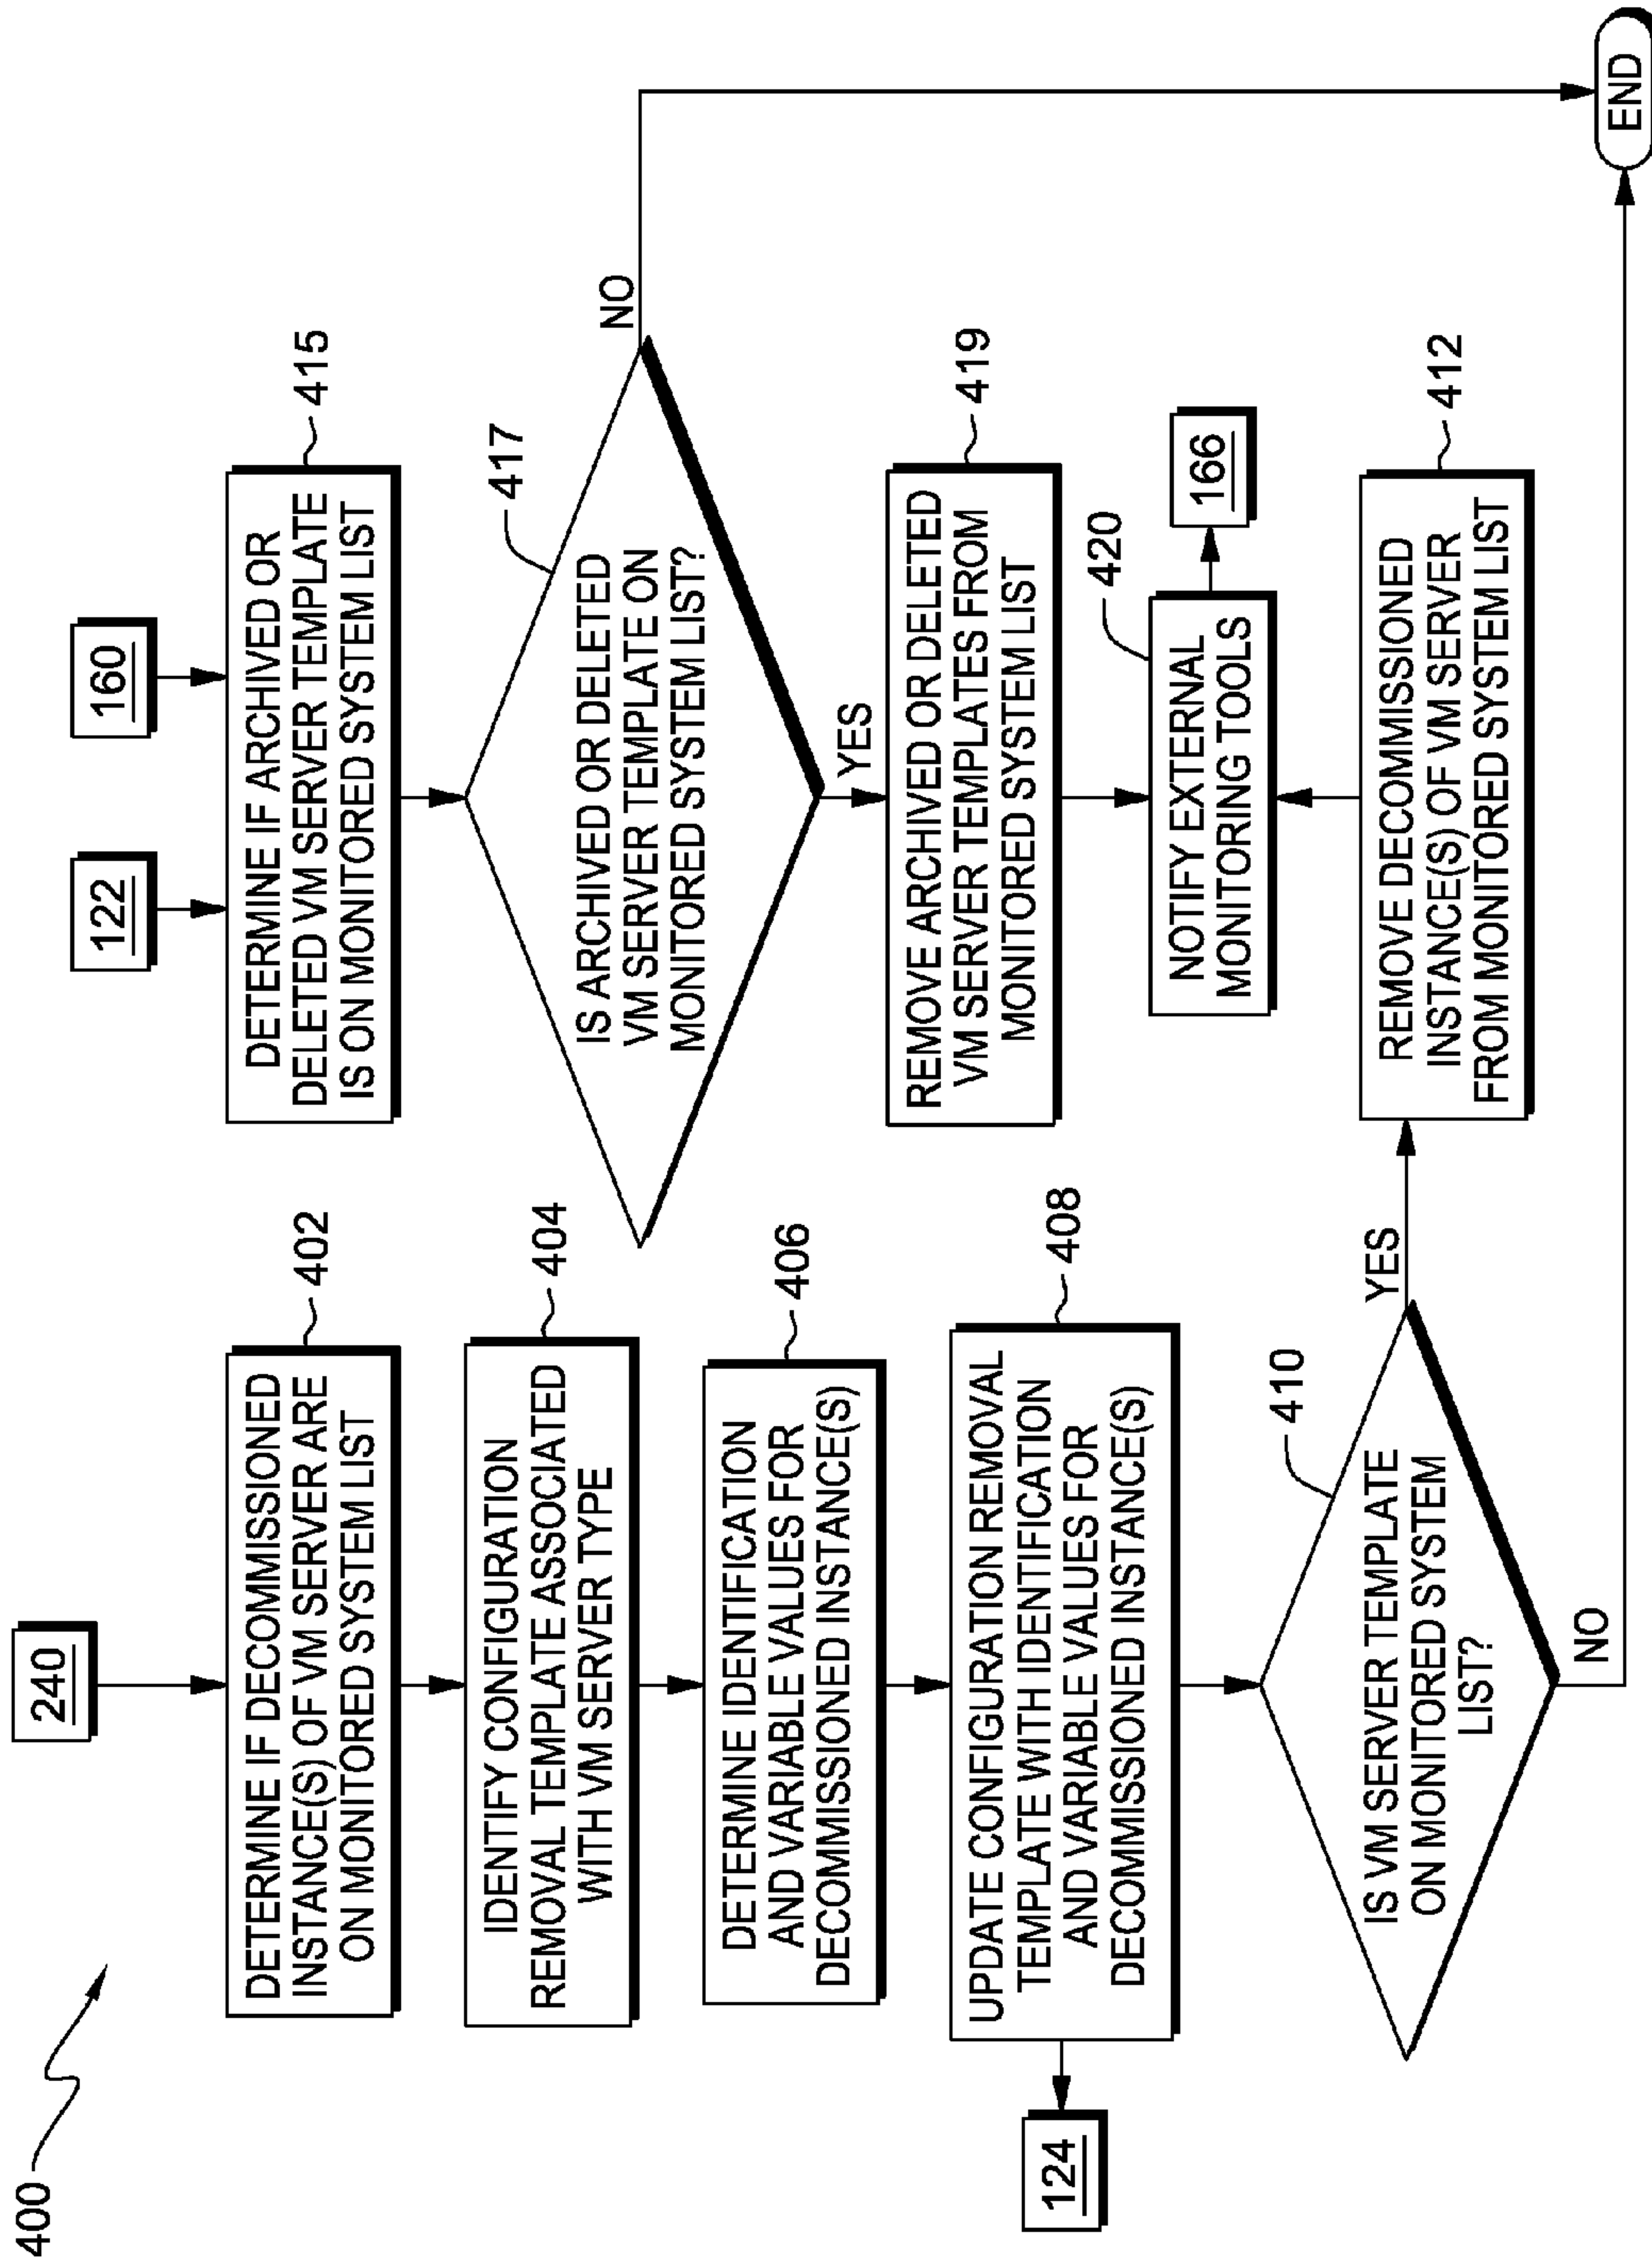 400
240
DETERMINE IF DECOMMISSIONED
INSTANCE(S) OF VM SERVER ARE
ON MONITORED SYSTEM LIST
402
IDENTIFY CONFIGURATION
REMOVAL TEMPLATE ASSOCIATED
WITH VM SERVER TYPE
404
DETERMINE IDENTIFICATION
AND VARIABLE VALUES FOR
DECOMISSIONED INSTANCE(S)
406
UPDATE CONFIGURATION REMOVAL
TEMPLATE WITH IDENTIFICATION
AND VARIABLE VALUES FOR
DECOMISSIONED INSTANCE(S)
408
124
IS VM SERVER TEMPLATE
ON MONITORED SYSTEM
LIST?
410
YES
NO
122
160
DETERMINE IF ARCHIVED OR
DELETED VM SERVER TEMPLATE
IS ON MONITORED SYSTEM LIST
415
IS ARCHIVED OR DELETED
VM SERVER TEMPLATE ON
MONITORED SYSTEM LIST?
417
NO
YES
REMOVE ARCHIVED OR DELETED
VM SERVER TEMPLATES FROM
MONITORED SYSTEM LIST
419
NOTIFY EXTERNAL
MONITORING TOOLS
420
166
REMOVE DECOMMISSIONED
INSTANCE(S) OF VM SERVER
FROM MONITORED SYSTEM LIST
412
END